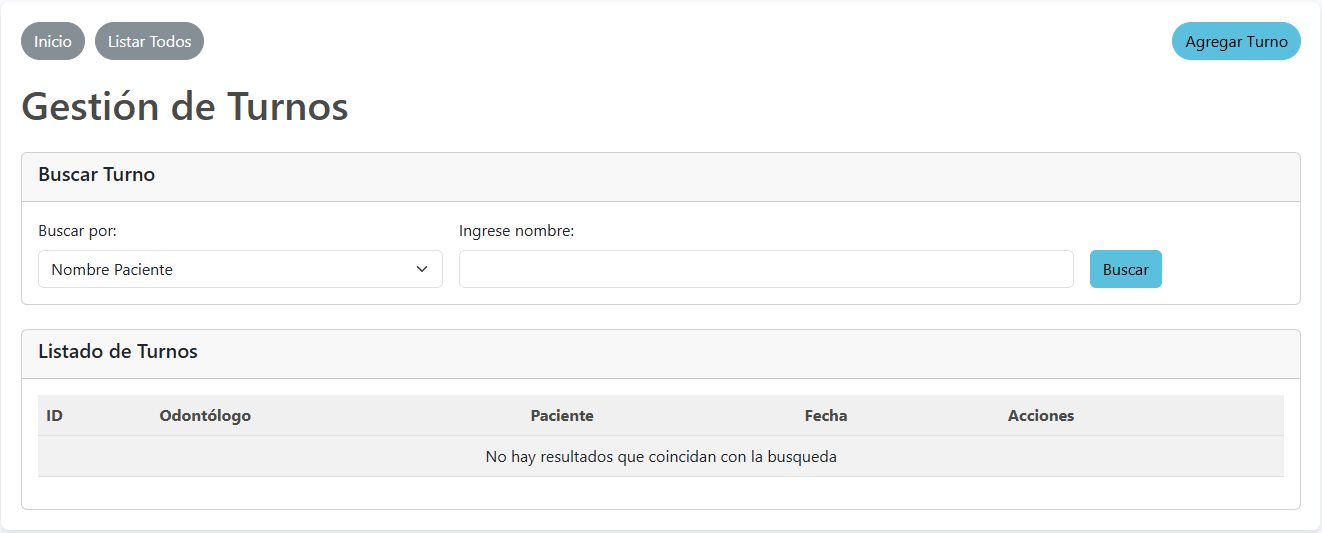 Inicio Listar Todos Agregar Turno
Gestión de Turnos
Buscar Turno
Buscar por: Ingrese nombre:
Nombre Paciente Buscar
Listado de Turnos
ID Odontólogo Paciente Fecha Acciones
No hay resultados que coincidan con la busqueda